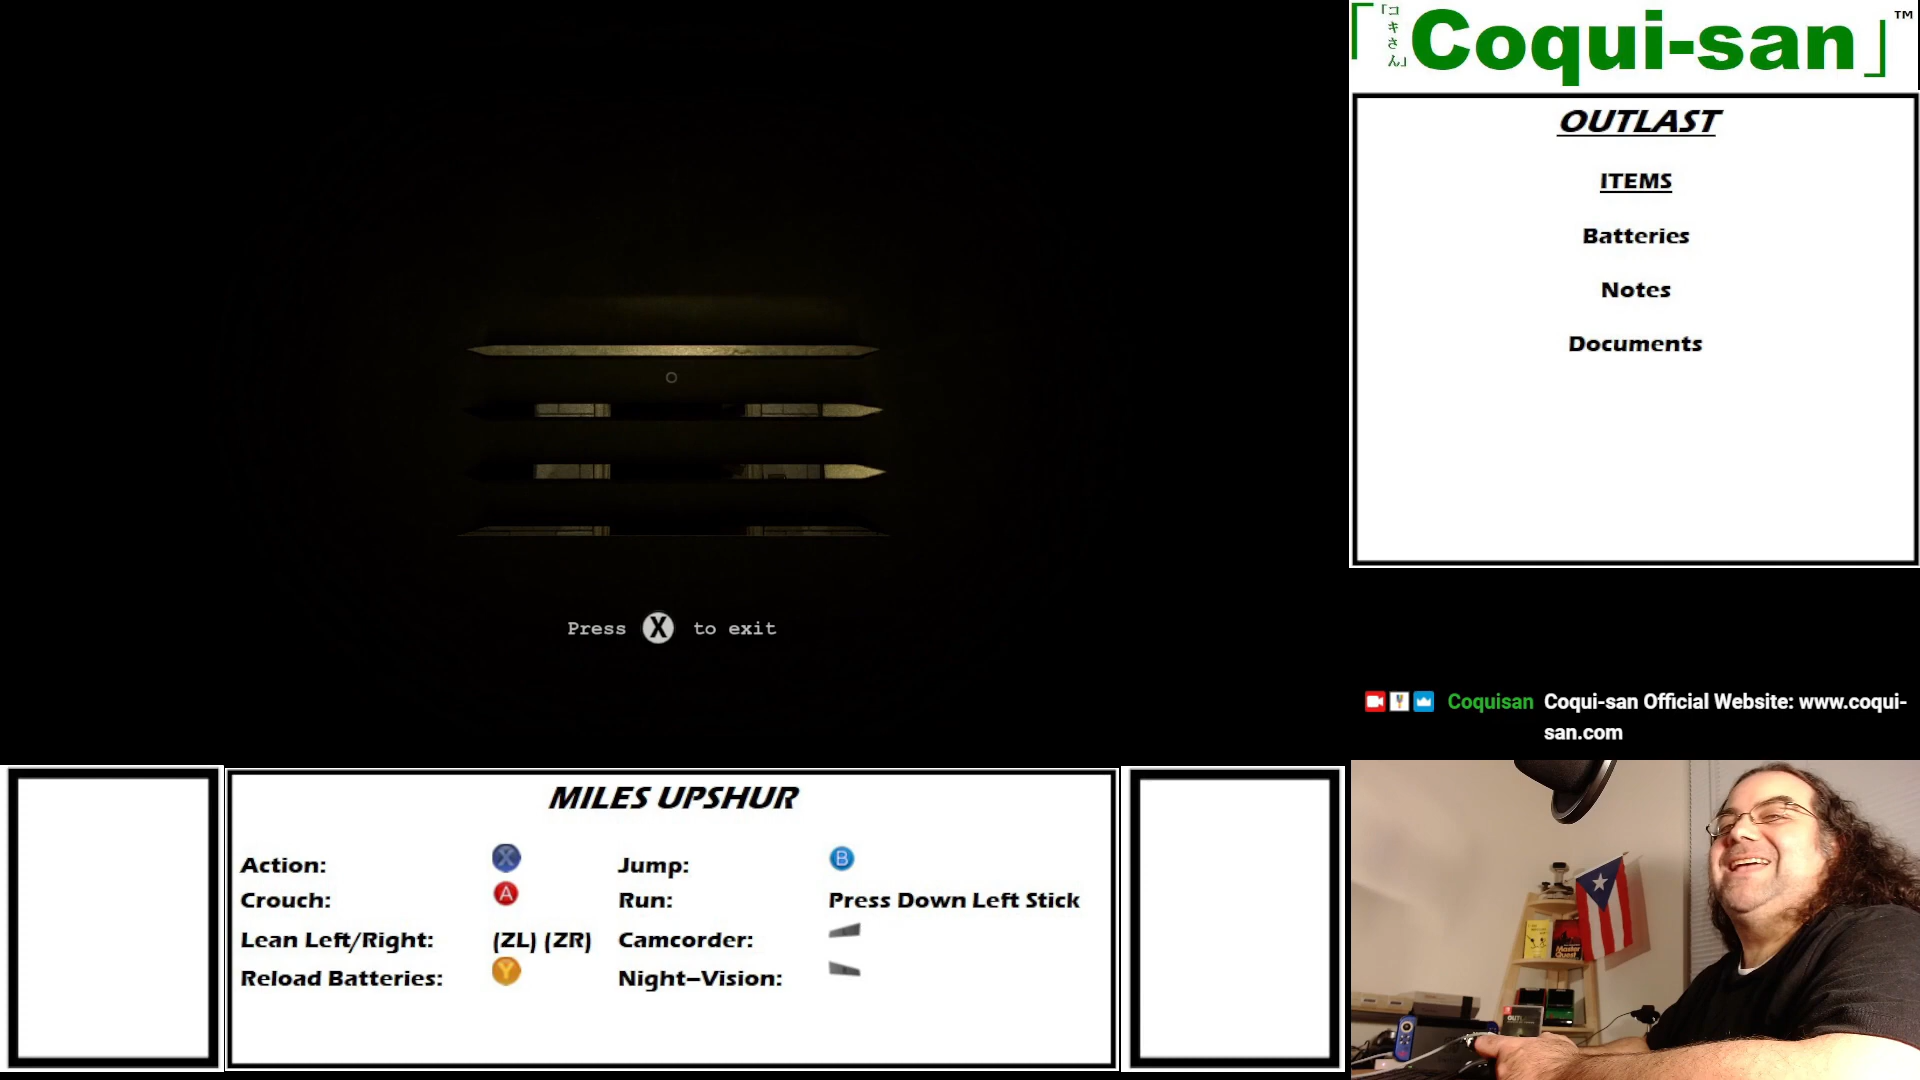 「コキさん」
「Coqui-san」™
OUTLAST
ITEMS
Batteries
Notes
Documents
Press X to exit
Coquisan Coqui-san Official Website: www.coqui-
san.com
MILES UPSHUR
Action: X Jump: B
Crouch: A Run: Press Down Left Stick
Lean Left/Right: (ZL) (ZR) Camcorder:
Reload Batteries: Y Night-Vision:
Master
Quest